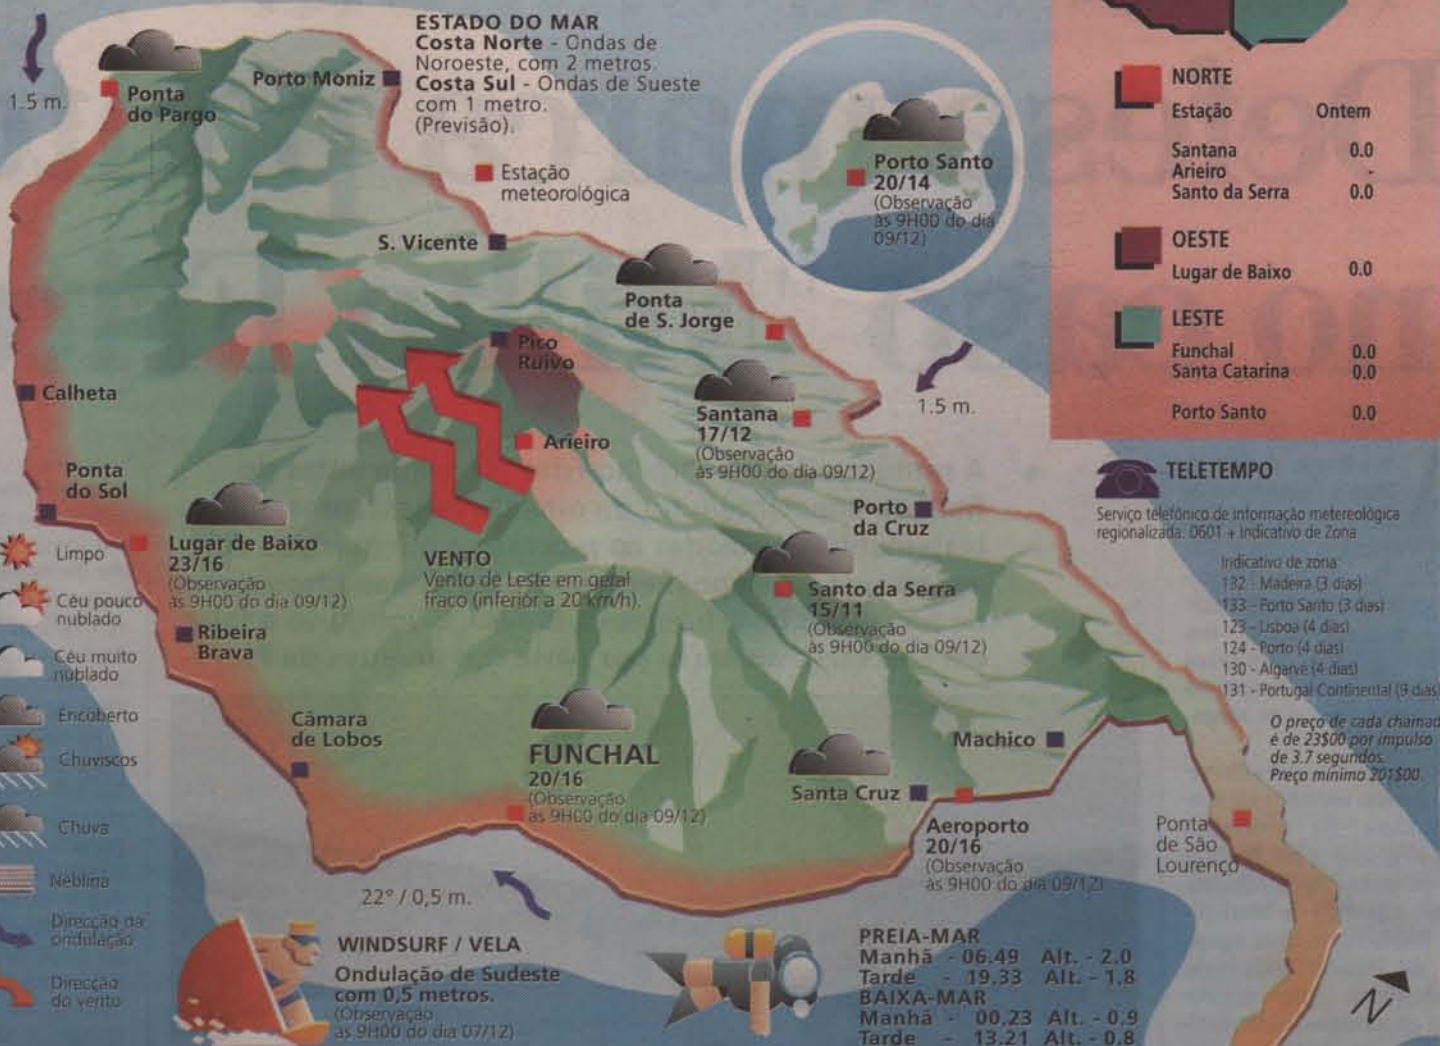 ESTADO DO MAR
Costa Norte - Ondas de
Noroeste, com 2 metros.
Costa Sul - Ondas de Sueste
com 1 metro.
(Previsão).
1.5 m.
Ponta
do Pargo
Porto Moniz
Estação
meteorológica
Porto Santo
20/14
(Observação
às 9H00 do dia
09/12)
S. Vicente
Ponta
de S. Jorge
Pico
Ruivo
Calheta
1.5 m.
Santana
17/12
(Observação
às 9H00 do dia 09/12)
Arieiro
Ponta
do Sol
Porto
da Cruz
Lugar de Baixo
23/16
(Observação
às 9H00 do dia 09/12)
VENTO
Vento de Leste em geral
fraco (inferior a 20 km/h).
Santo da Serra
15/11
(Observação
às 9H00 do dia 09/12)
Ribeira
Brava
Câmara
de Lobos
FUNCHAL
20/16
(Observação
às 9H00 do dia 09/12)
Machico
Santa Cruz
Aeroporto
20/16
(Observação
às 9H00 do dia 09/12)
Ponta
de São
Lourenço
Limpo
Céu pouco
nublado
Céu muito
nublado
Encoberto
Chuviscos
Chuva
Neblina
Direcção da
ondulação
Direcção
do vento
22° / 0,5 m.
WINDSURF / VELA
Ondulação de Sudeste
com 0,5 metros.
(Observação
às 9H00 do dia 07/12)
PREIA-MAR
Manhã - 06.49 Alt. - 2.0
Tarde - 19.33 Alt. - 1.8
BAIXA-MAR
Manhã - 00.23 Alt. - 0.9
Tarde - 13.21 Alt. - 0.8
N
NORTE
Estação Ontem
Santana 0.0
Arieiro -
Santo da Serra 0.0
OESTE
Lugar de Baixo 0.0
LESTE
Funchal 0.0
Santa Catarina 0.0
Porto Santo 0.0
TELETEMPO
Serviço telefónico de informação metereológica
regionalizada: 0601 + Indicativo de Zona
Indicativo de zona:
132 - Madeira (3 dias)
133 - Porto Santo (3 dias)
123 - Lisboa (4 dias)
124 - Porto (4 dias)
130 - Algarve (4 dias)
131 - Portugal Continental (9 dias)
O preço de cada chamad
é de 23$00 por impulso
de 3.7 segundos.
Preço mínimo 201$00.